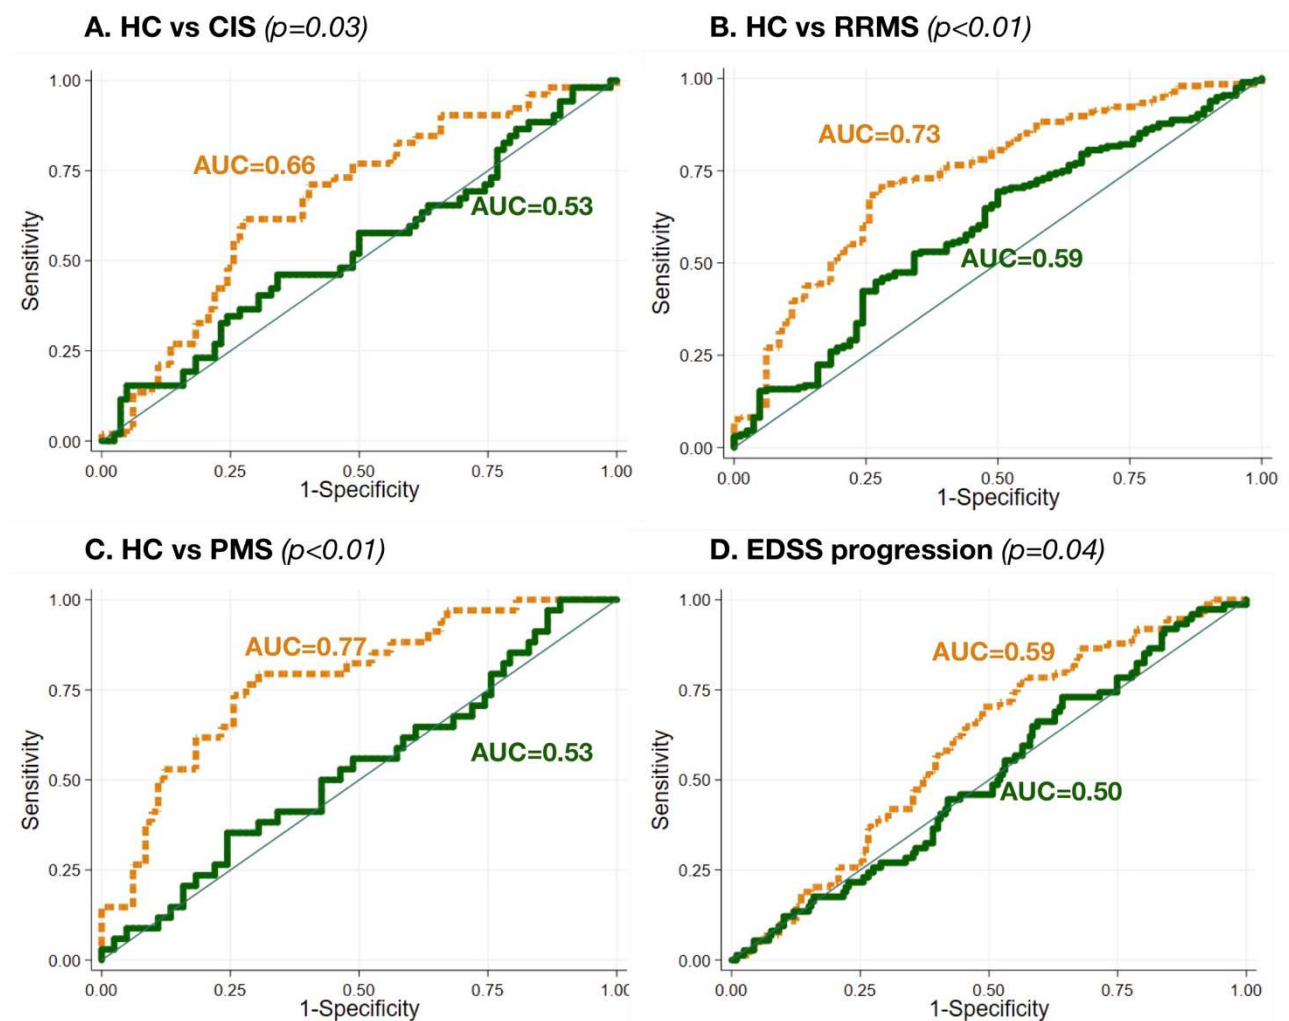 A. HC vs CIS (p=0.03)
1.00
0.75
0.50
0.25
0.00
Sensitivity
AUC=0.66
AUC=0.53
0.00 0.25 0.50 0.75 1.00
1-Specificity
B. HC vs RRMS (p<0.01)
1.00
0.75
0.50
0.25
0.00
Sensitivity
AUC=0.73
AUC=0.59
0.00 0.25 0.50 0.75 1.00
1-Specificity
C. HC vs PMS (p<0.01)
1.00
0.75
0.50
0.25
0.00
Sensitivity
AUC=0.77
AUC=0.53
0.00 0.25 0.50 0.75 1.00
1-Specificity
D. EDSS progression (p=0.04)
1.00
0.75
0.50
0.25
0.00
Sensitivity
AUC=0.59
AUC=0.50
0.00 0.25 0.50 0.75 1.00
1-Specificity